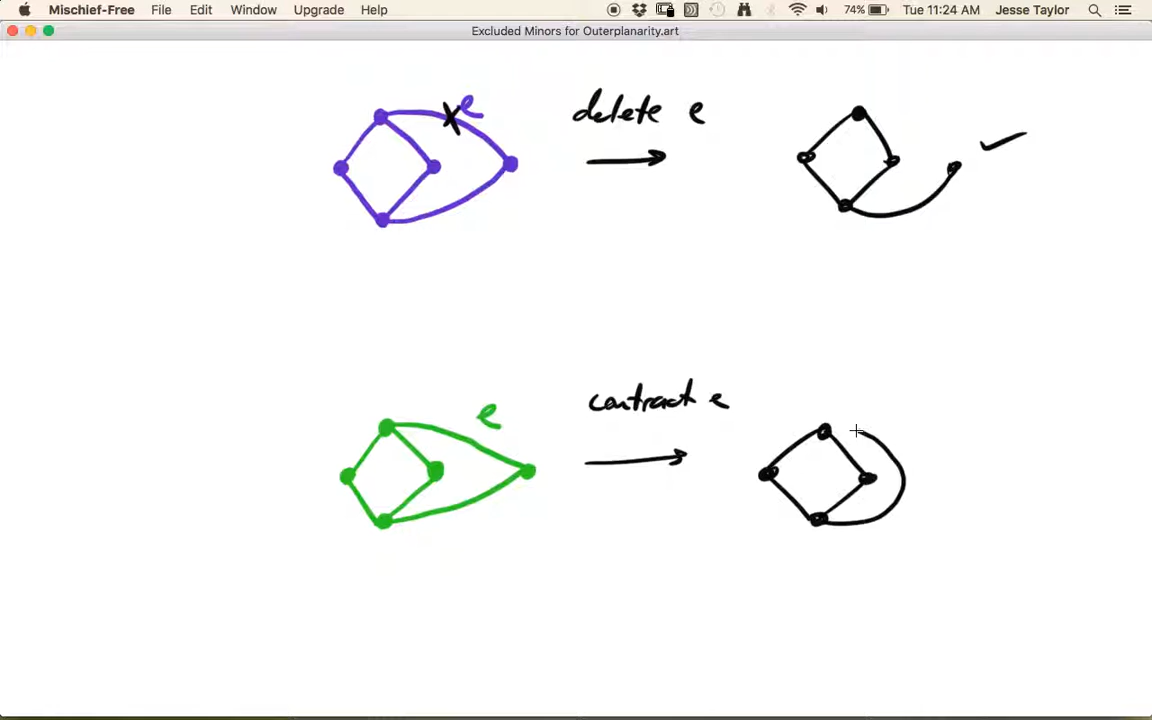 Mischief-Free File Edit Window Upgrade Help 74% Tue 11:24 AM Jesse Taylor
Excluded Minors for Outerplanarity.art
e
delete e
e
contract e